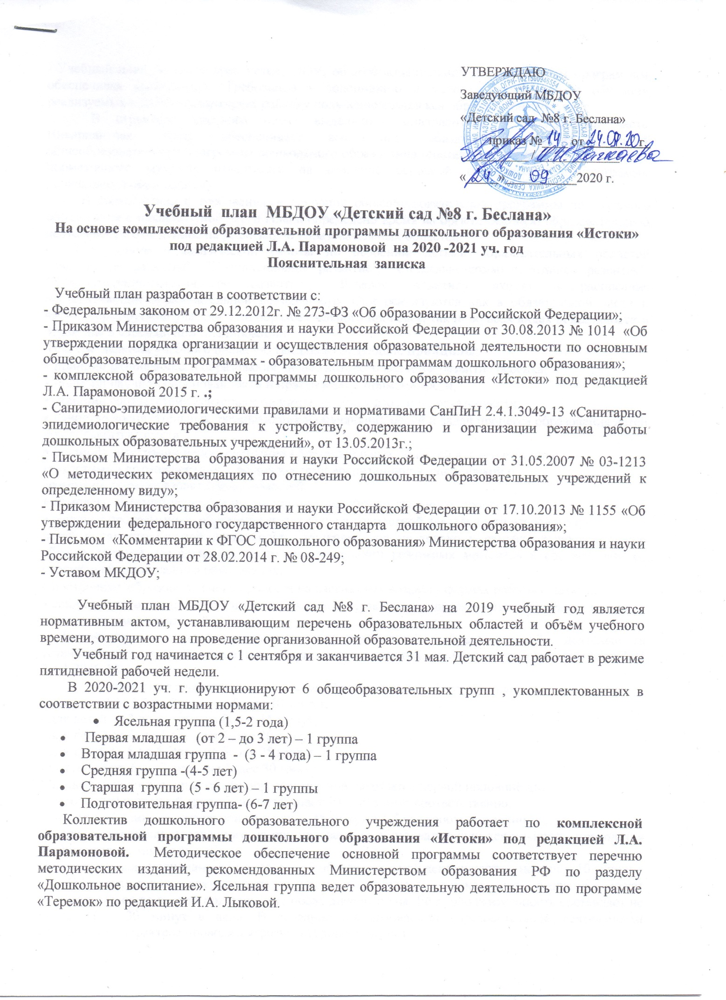 УТВЕРЖДАЮ
Заведующий МБДОУ
«Детский сад №8 г. Беслана»
приказ № 14 от 24.09.20 г.
«24» 09 2020 г.
Учебный план МБДОУ «Детский сад №8 г. Беслана»
На основе комплексной образовательной программы дошкольного образования «Истоки»
под редакцией Л.А. Парамоновой на 2020 -2021 уч. год
Пояснительная записка
Учебный план разработан в соответствии с:
- Федеральным законом от 29.12.2012г. № 273-ФЗ «Об образовании в Российской Федерации»;
- Приказом Министерства образования и науки Российской Федерации от 30.08.2013 № 1014 «Об
утверждении порядка организации и осуществления образовательной деятельности по основным
общеобразовательным программах - образовательным программам дошкольного образования»;
- комплексной образовательной программы дошкольного образования «Истоки» под редакцией
Л.А. Парамоновой 2015 г. .;
- Санитарно-эпидемиологическими правилами и нормативами СанПиН 2.4.1.3049-13 «Санитарно-
эпидемиологические требования к устройству, содержанию и организации режима работы
дошкольных образовательных учреждений», от 13.05.2013г.;
- Письмом Министерства образования и науки Российской Федерации от 31.05.2007 № 03-1213
«О методических рекомендациях по отнесению дошкольных образовательных учреждений к
определенному виду»;
- Приказом Министерства образования и науки Российской Федерации от 17.10.2013 № 1155 «Об
утверждении федерального государственного стандарта дошкольного образования»;
- Письмом «Комментарии к ФГОС дошкольного образования» Министерства образования и науки
Российской Федерации от 28.02.2014 г. № 08-249;
- Уставом МКДОУ;
Учебный план МБДОУ «Детский сад №8 г. Беслана» на 2019 учебный год является
нормативным актом, устанавливающим перечень образовательных областей и объём учебного
времени, отводимого на проведение организованной образовательной деятельности.
Учебный год начинается с 1 сентября и заканчивается 31 мая. Детский сад работает в режиме
пятидневной рабочей недели.
В 2020-2021 уч. г. функционируют 6 общеобразовательных групп , укомплектованных в
соответствии с возрастными нормами:
• Ясельная группа (1,5-2 года)
• Первая младшая (от 2 – до 3 лет) – 1 группа
• Вторая младшая группа - (3 - 4 года) – 1 группа
• Средняя группа -(4-5 лет)
• Старшая группа (5 - 6 лет) – 1 группы
• Подготовительная группа- (6-7 лет)
Коллектив дошкольного образовательного учреждения работает по комплексной
образовательной программы дошкольного образования «Истоки» под редакцией Л.А.
Парамоновой. Методическое обеспечение основной программы соответствует перечню
методических изданий, рекомендованных Министерством образования РФ по разделу
«Дошкольное воспитание». Ясельная группа ведет образовательную деятельность по программе
«Теремок» по редакцией И.А. Лыковой.